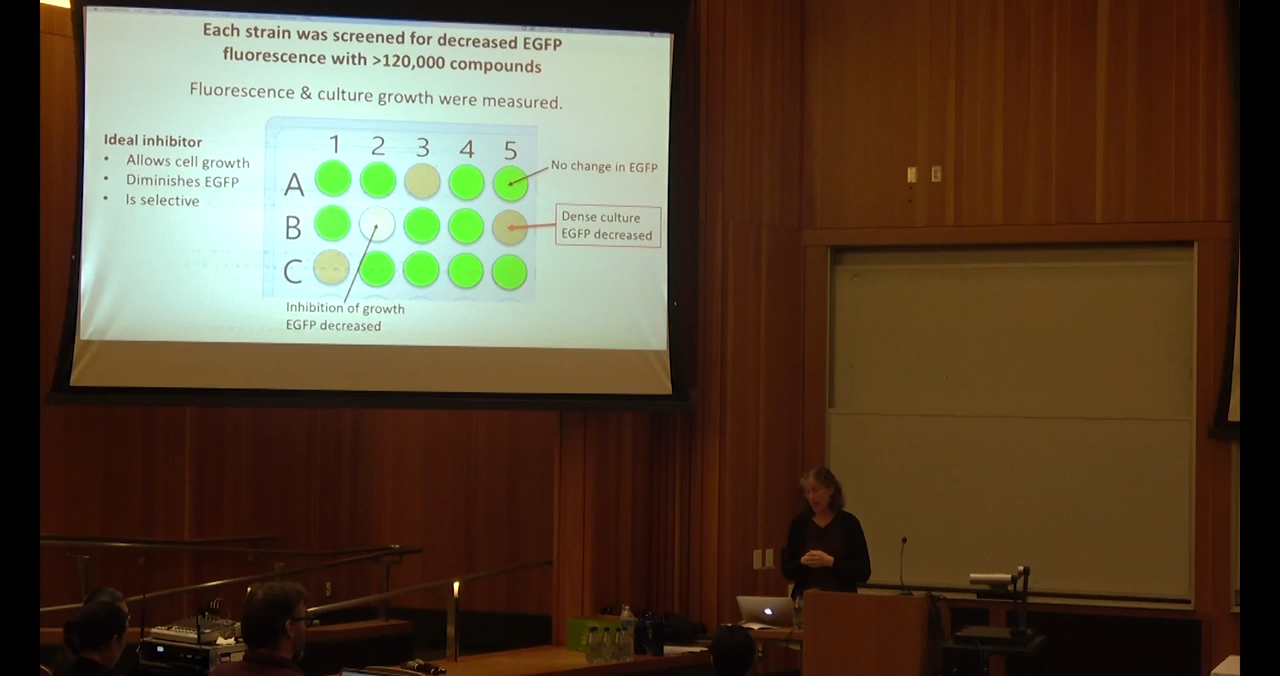 Each strain was screened for decreased EGFP
fluorescence with >120,000 compounds
Fluorescence & culture growth were measured.
Ideal inhibitor
• Allows cell growth
• Diminishes EGFP
• Is selective
1 2 3 4 5
A
B
C
No change in EGFP
Dense culture
EGFP decreased
Inhibition of growth
EGFP decreased